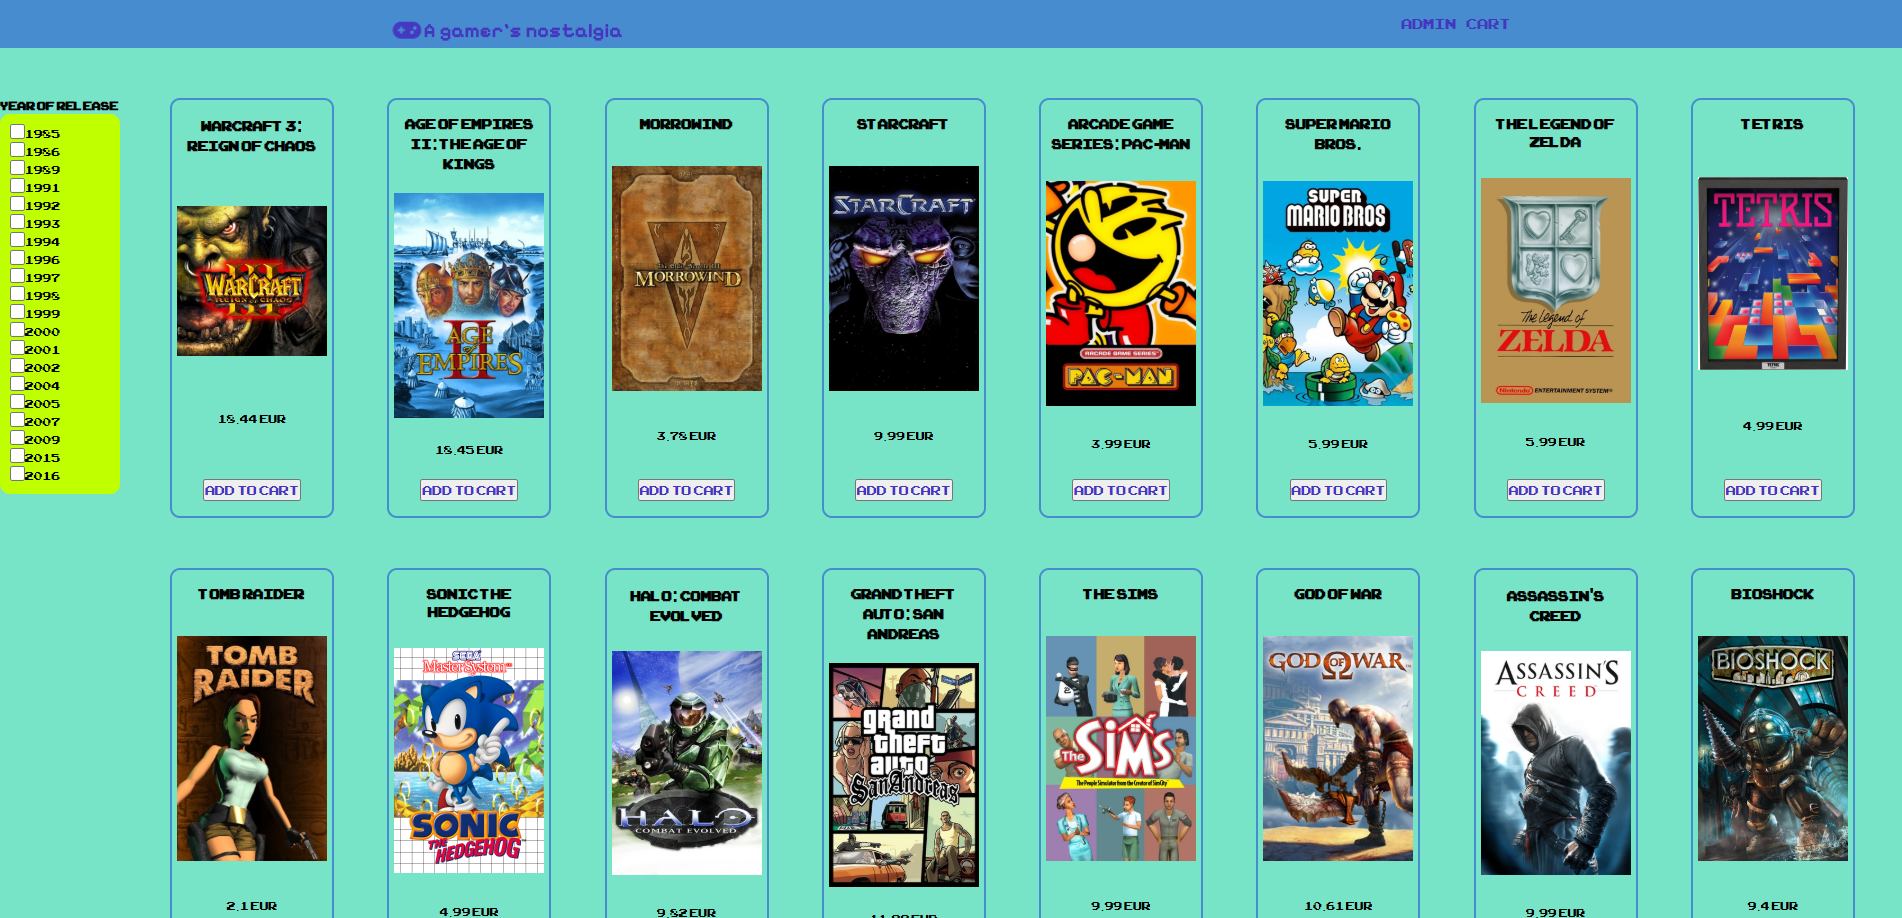 A gamer's nostalgia
ADMIN CART
YEAR OF RELEASE
1985
1986
1989
1991
1992
1993
1994
1996
1997
1998
1999
2000
2001
2002
2004
2005
2007
2009
2015
2016
WARCRAFT 3:
REIGN OF CHAOS
WARCRAFT
III
REIGN OF CHAOS
18.44 EUR
ADD TO CART
AGE OF EMPIRES
II: THE AGE OF
KINGS
AGE
OF
EMPIRES
II
18.45 EUR
ADD TO CART
MORROWIND
MORROWIND
3.78 EUR
ADD TO CART
STARCRAFT
STARCRAFT
9.99 EUR
ADD TO CART
ARCADE GAME
SERIES: PAC-MAN
ARCADE GAME SERIES
PAC-MAN
3.99 EUR
ADD TO CART
SUPER MARIO
BROS.
SUPER
MARIO BROS
5.99 EUR
ADD TO CART
THE LEGEND OF
ZELDA
The Legend of
ZELDA
Nintendo ENTERTAINMENT SYSTEM
5.99 EUR
ADD TO CART
TETRIS
TETRIS
4.99 EUR
ADD TO CART
TOMB RAIDER
TOMB
RAIDER
2.1 EUR
SONIC THE
HEDGEHOG
SEGA
Master System
SONIC
THE
HEDGEHOG
4.99 EUR
HALO: COMBAT
EVOLVED
HALO
COMBAT EVOLVED
9.82 EUR
GRAND THEFT
AUTO: SAN
ANDREAS
grand
theft
auto
San Andreas
THE SIMS
The SIMS
The People Simulator from the Creator of SimCity
9.99 EUR
GOD OF WAR
GOD OF WAR
10.61 EUR
ASSASSIN'S
CREED
ASSASSIN'S
CREED
9.99 EUR
BIOSHOCK
BIOSHOCK
9.4 EUR